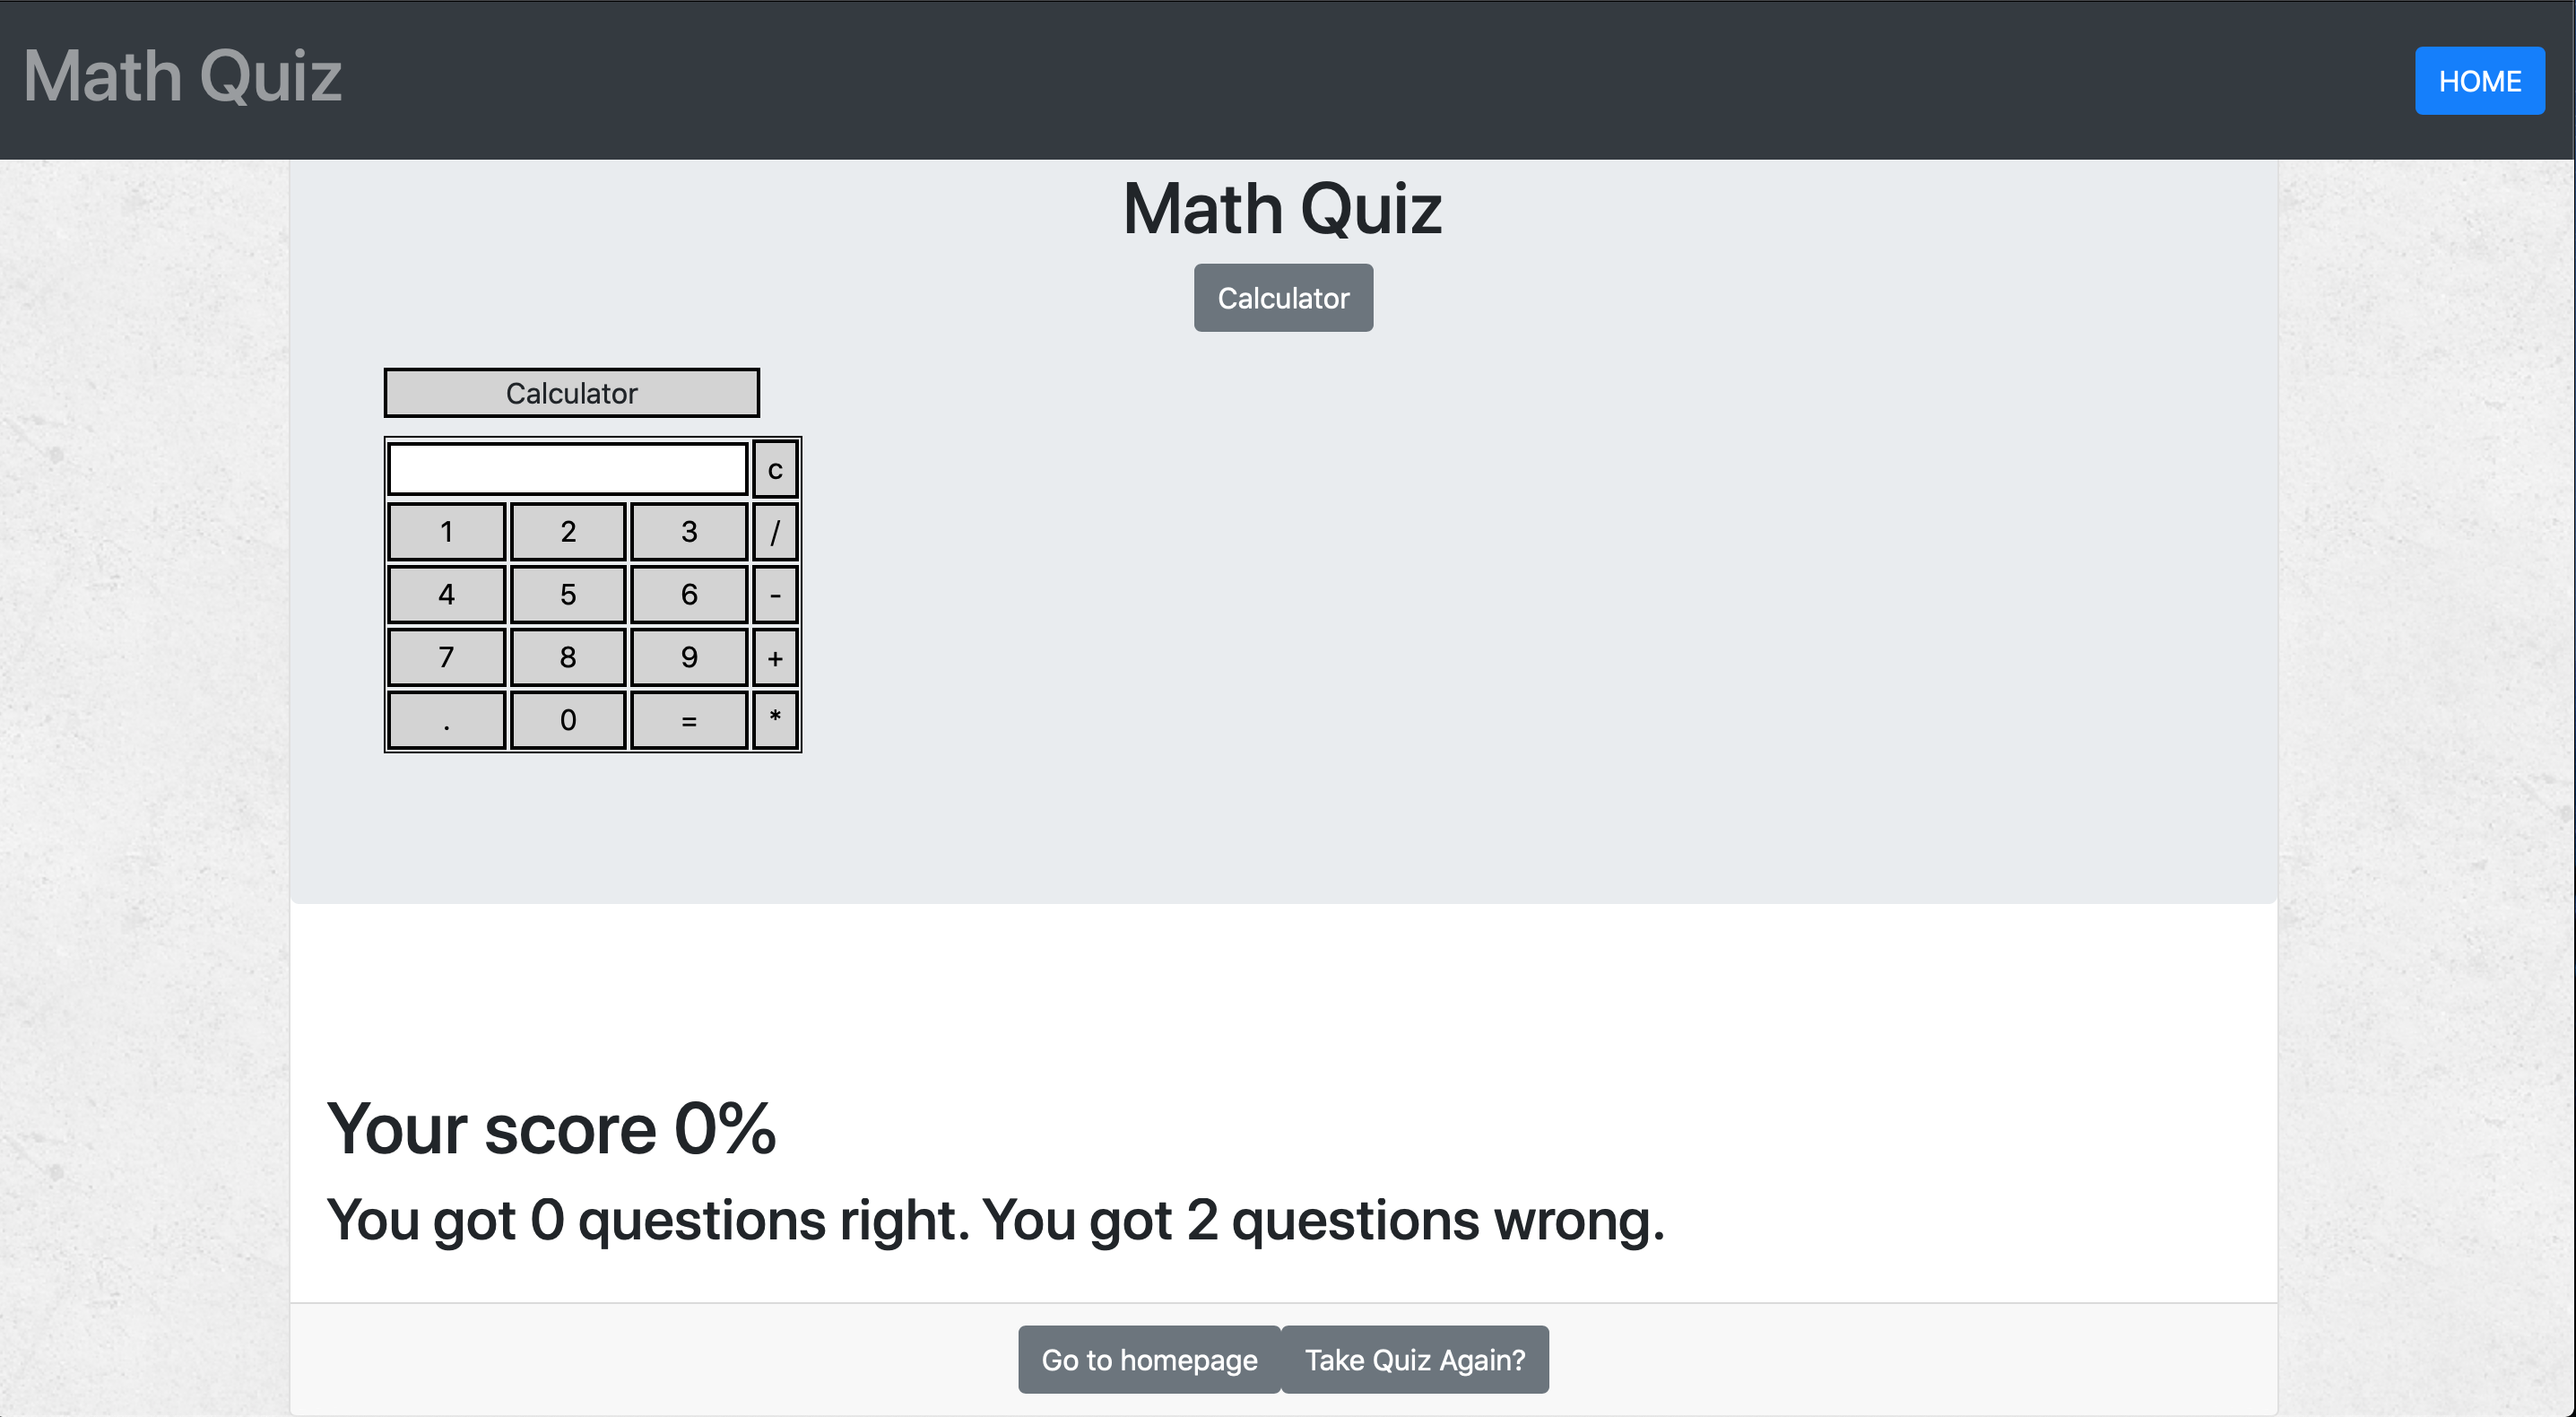 Math Quiz
HOME
Math Quiz
Calculator
Calculator
c
1 2 3 /
4 5 6 -
7 8 9 +
. 0 = *
Your score 0%
You got 0 questions right. You got 2 questions wrong.
Go to homepage Take Quiz Again?